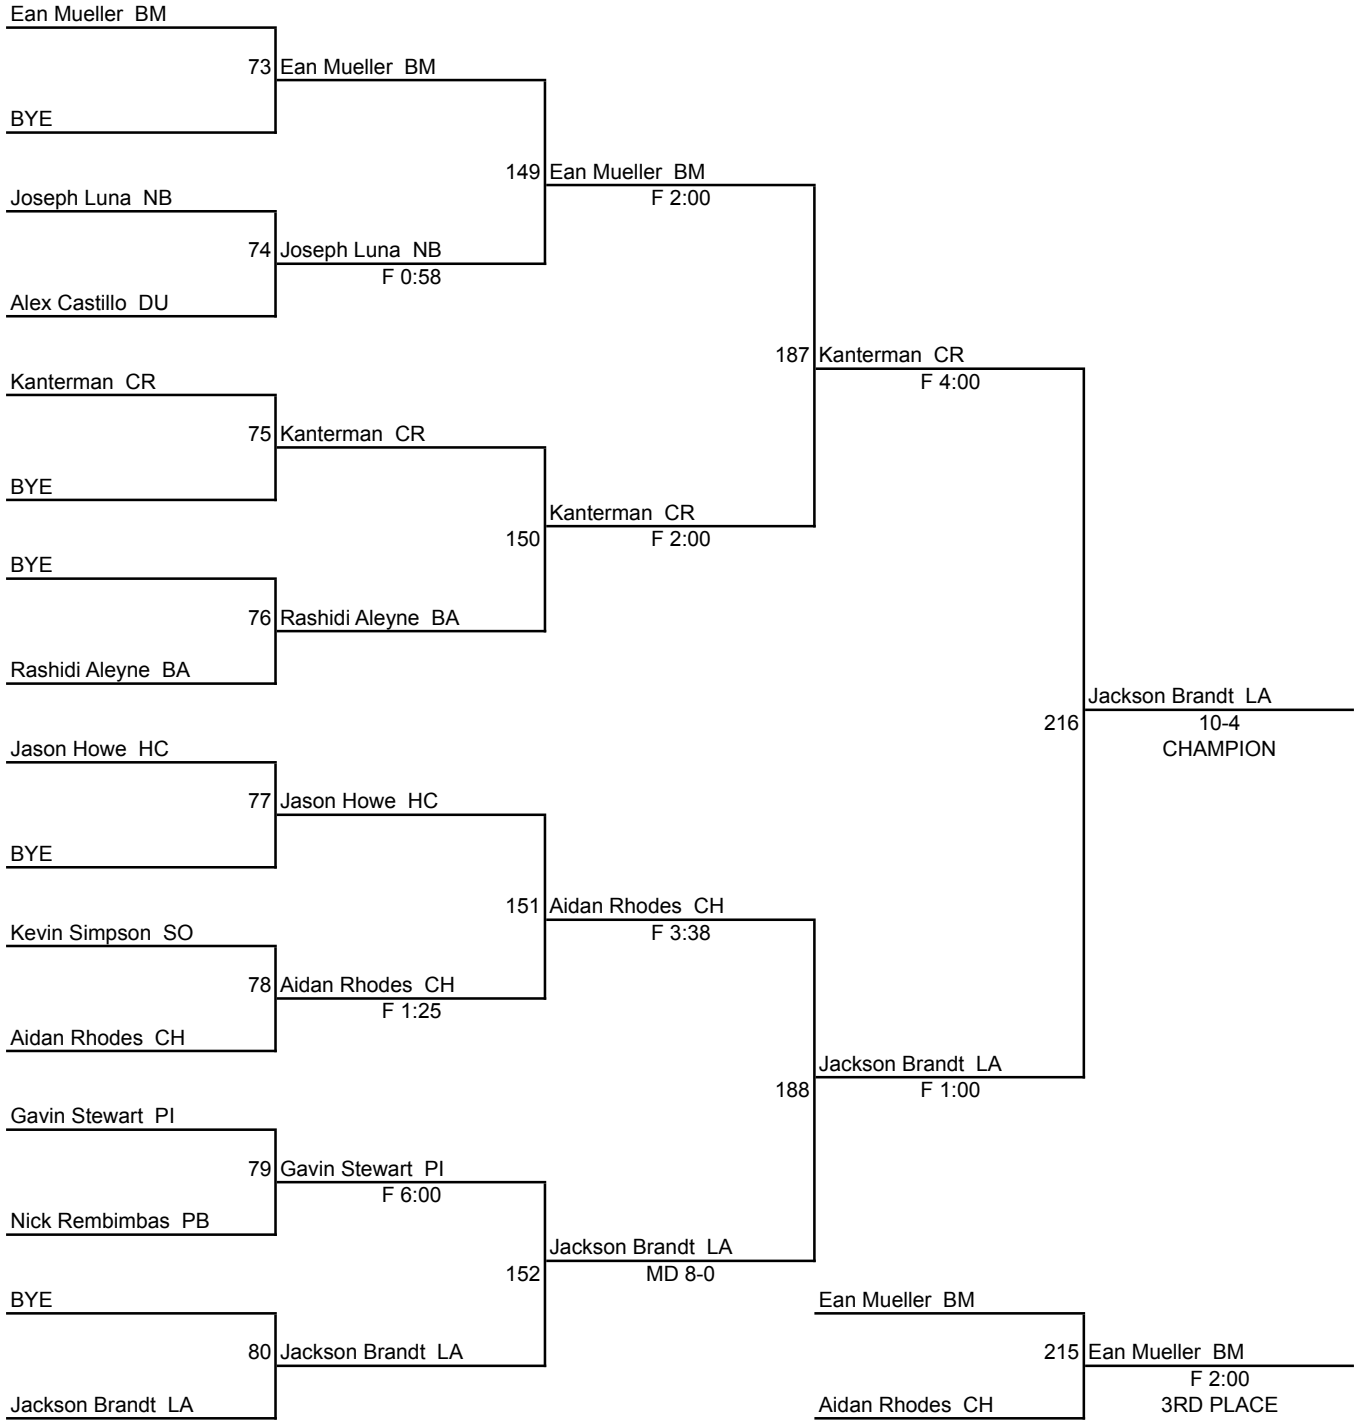 Ean Mueller  BM
73 Ean Mueller  BM
BYE
149 Ean Mueller  BM
F 2:00
Joseph Luna  NB
74 Joseph Luna  NB
F 0:58
Alex Castillo  DU
187 Kanterman  CR
F 4:00
Kanterman  CR
75 Kanterman  CR
BYE
Kanterman  CR
150 F 2:00
BYE
76 Rashidi Aleyne  BA
Rashidi Aleyne  BA
Jackson Brandt  LA
216 10-4
CHAMPION
Jason Howe  HC
77 Jason Howe  HC
BYE
151 Aidan Rhodes  CH
F 3:38
Kevin Simpson  SO
78 Aidan Rhodes  CH
F 1:25
Aidan Rhodes  CH
Jackson Brandt  LA
188 F 1:00
Gavin Stewart  PI
79 Gavin Stewart  PI
F 6:00
Nick Rembimbas  PB
Jackson Brandt  LA
152 MD 8-0
BYE
80 Jackson Brandt  LA
Jackson Brandt  LA
Ean Mueller  BM
215 Ean Mueller  BM
F 2:00
Aidan Rhodes  CH
3RD PLACE